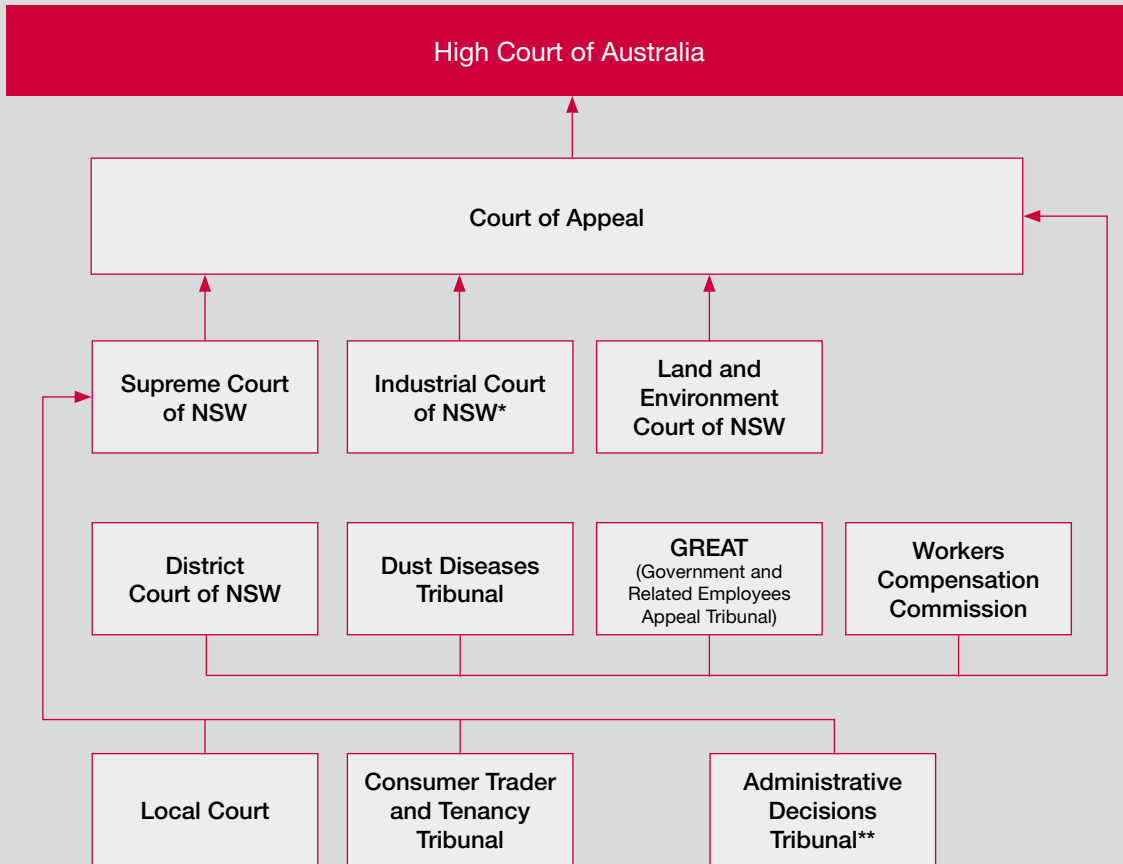 High Court of Australia
Court of Appeal
Supreme Court
of NSW
Industrial Court
of NSW*
Land and
Environment
Court of NSW
District
Court of NSW
Dust Diseases
Tribunal
GREAT
(Government and
Related Employees
Appeal Tribunal)
Workers
Compensation
Commission
Local Court
Consumer Trader
and Tenancy
Tribunal
Administrative
Decisions
Tribunal**